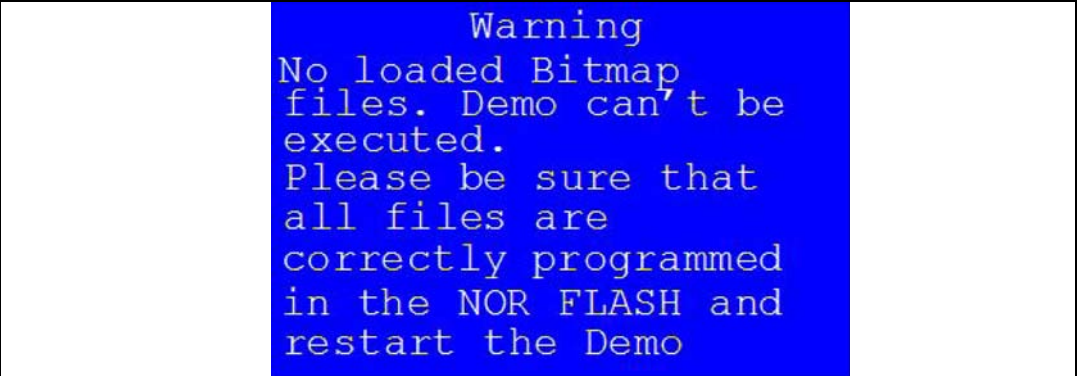 Warning
No loaded Bitmap
files. Demo can't be
executed.
Please be sure that
all files are
correctly programmed
in the NOR FLASH and
restart the Demo